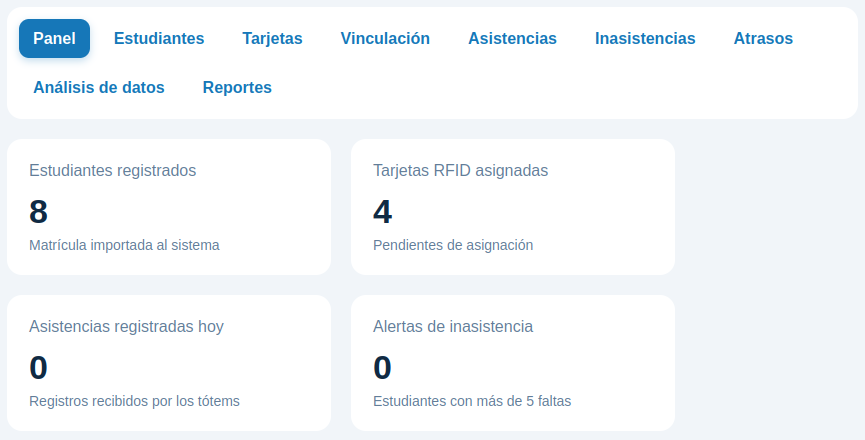 Panel Estudiantes Tarjetas Vinculación Asistencias Inasistencias Atrasos
Análisis de datos Reportes
Estudiantes registrados
8
Matrícula importada al sistema
Tarjetas RFID asignadas
4
Pendientes de asignación
Asistencias registradas hoy
0
Registros recibidos por los tótems
Alertas de inasistencia
0
Estudiantes con más de 5 faltas